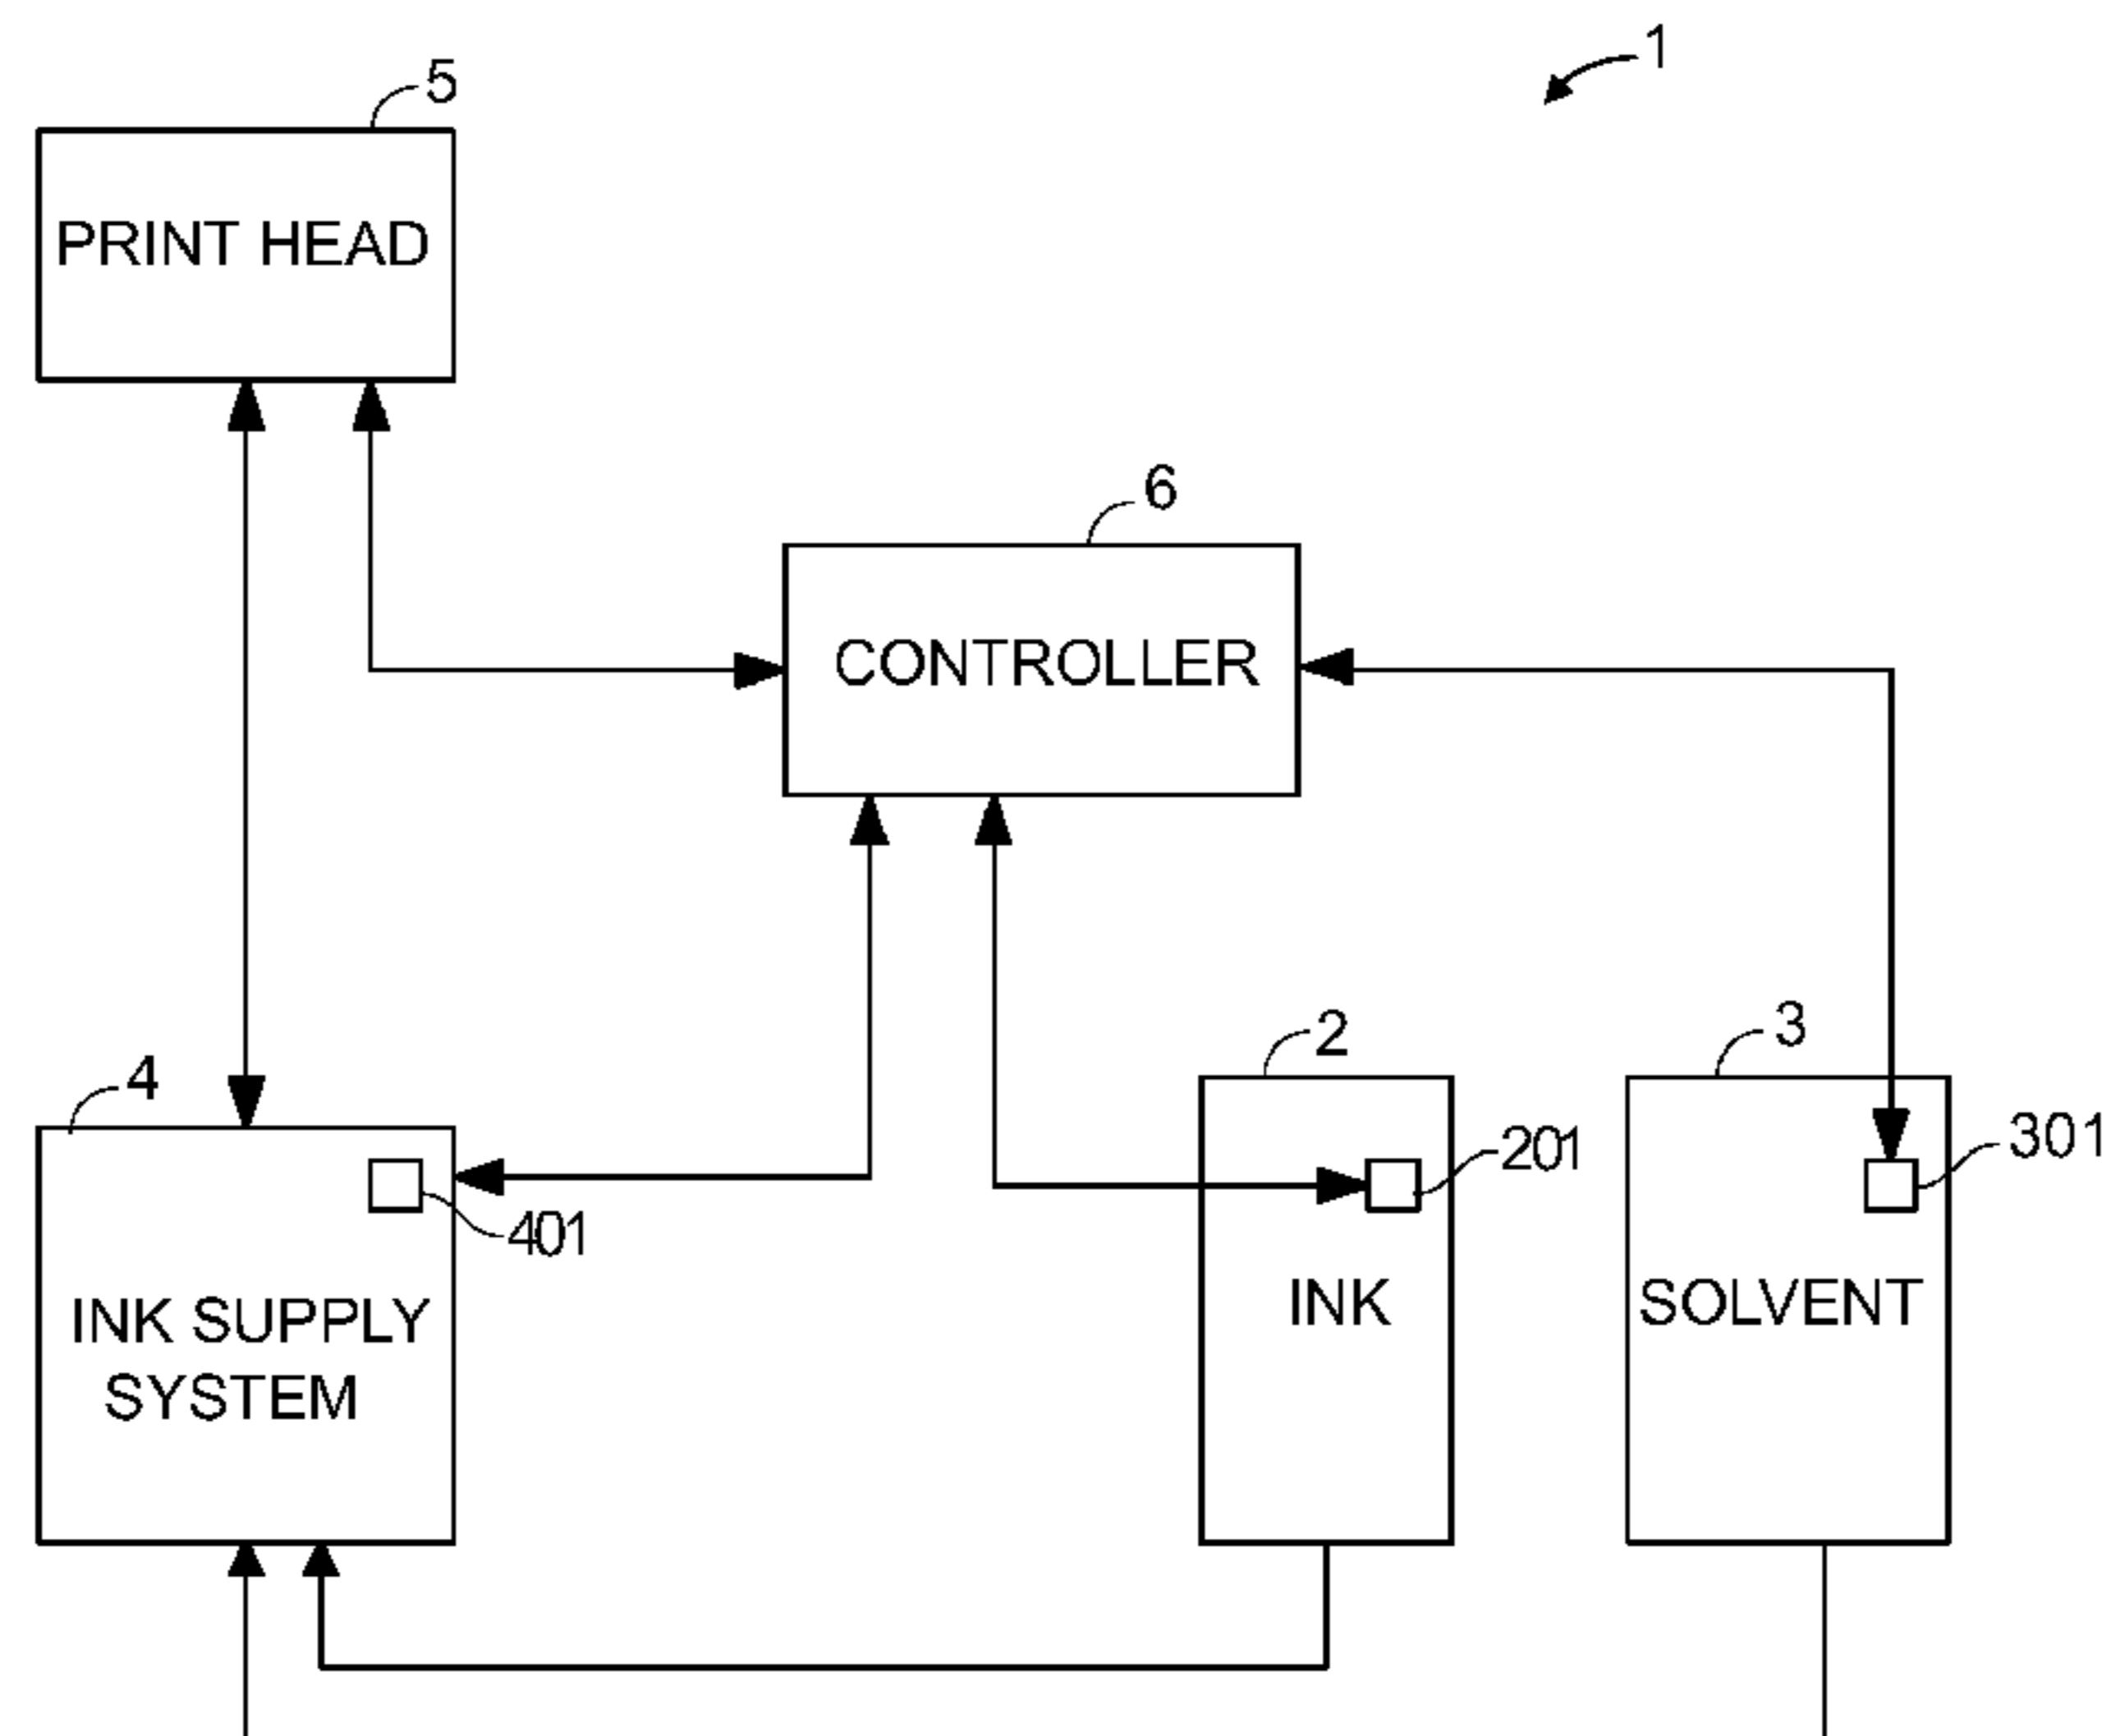 1
5
PRINT HEAD
6
CONTROLLER
2
3
4
201
301
401
INK
SOLVENT
INK SUPPLY
SYSTEM